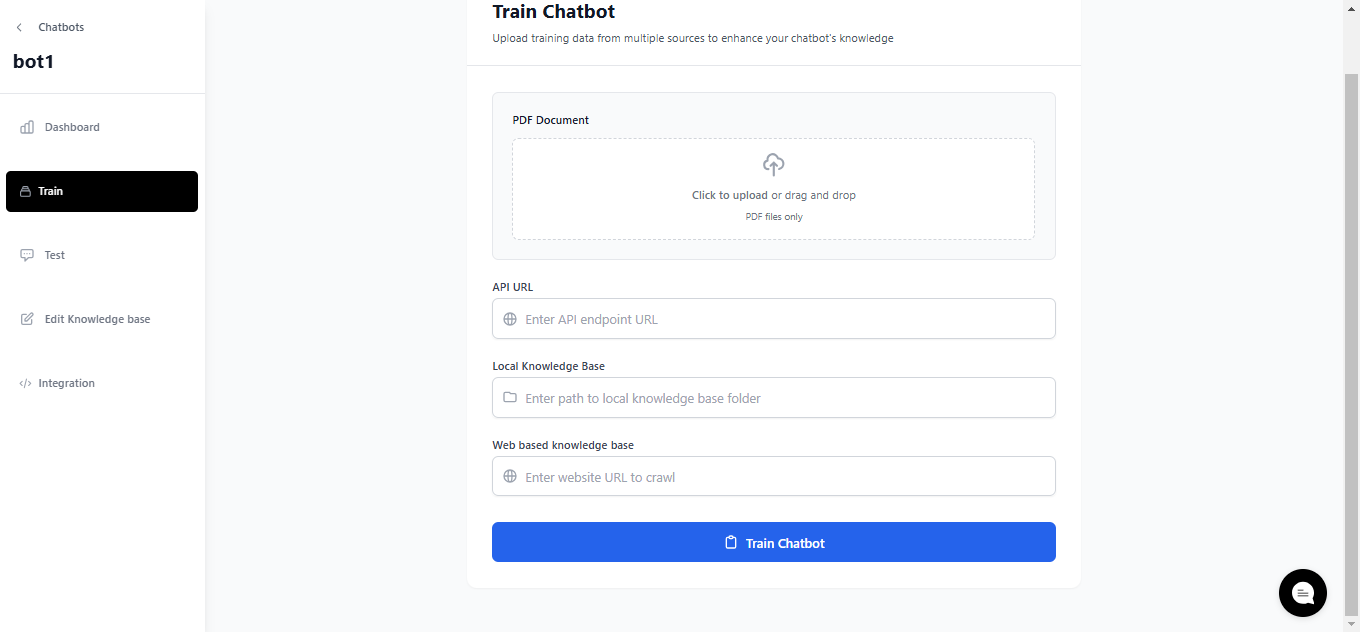 Chatbots
bot1
Dashboard
Train
Test
Edit Knowledge base
Integration
Train Chatbot
Upload training data from multiple sources to enhance your chatbot's knowledge
PDF Document
Click to upload or drag and drop
PDF files only
API URL
Enter API endpoint URL
Local Knowledge Base
Enter path to local knowledge base folder
Web based knowledge base
Enter website URL to crawl
Train Chatbot